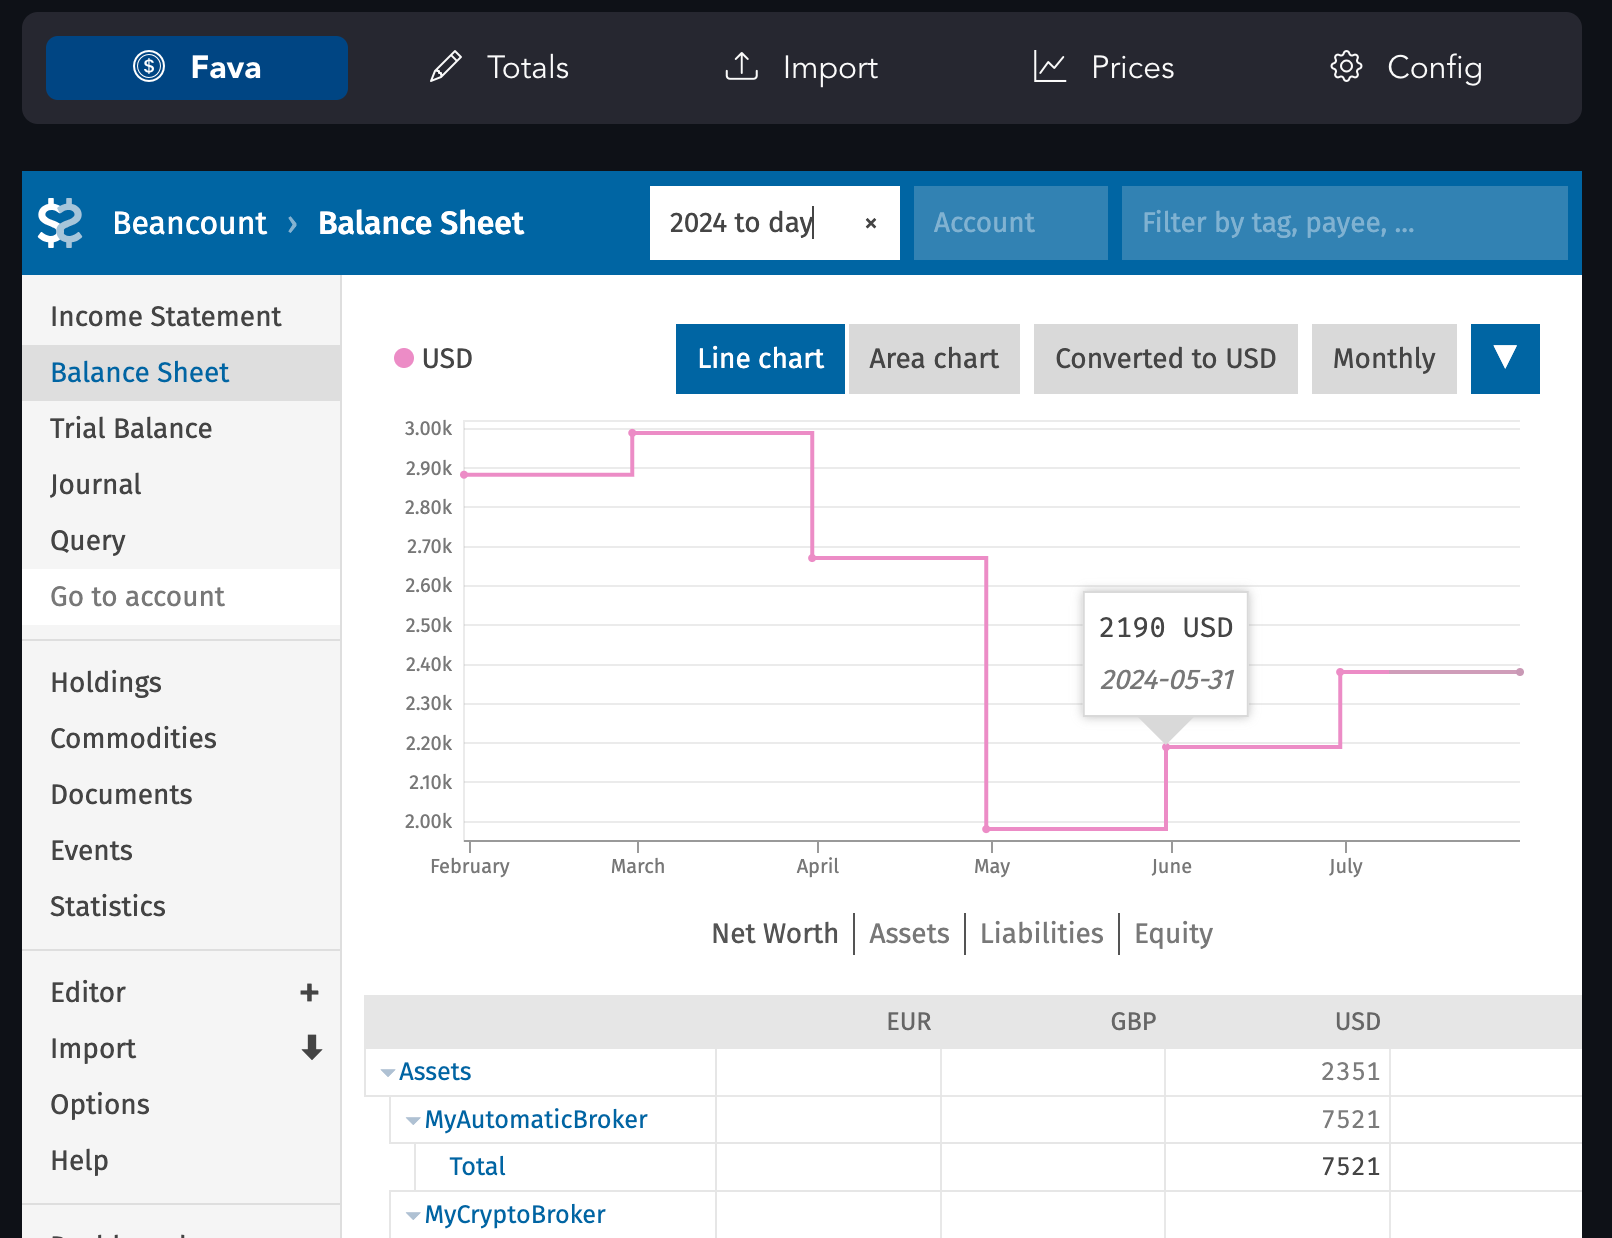 Fava Totals Import Prices Config
Beancount › Balance Sheet 2024 to day × Account Filter by tag, payee, ...
Income Statement
Balance Sheet
Trial Balance
Journal
Query
Go to account
Holdings
Commodities
Documents
Events
Statistics
Editor +
Import
Options
Help
USD Line chart Area chart Converted to USD Monthly ▼
3.00k
2.90k
2.80k
2.70k
2.60k
2.50k
2.40k
2.30k
2.20k
2.10k
2.00k
2190 USD
2024-05-31
February March April May June July
Net Worth Assets Liabilities Equity
EUR GBP USD
Assets 2351
MyAutomaticBroker 7521
Total 7521
MyCryptoBroker